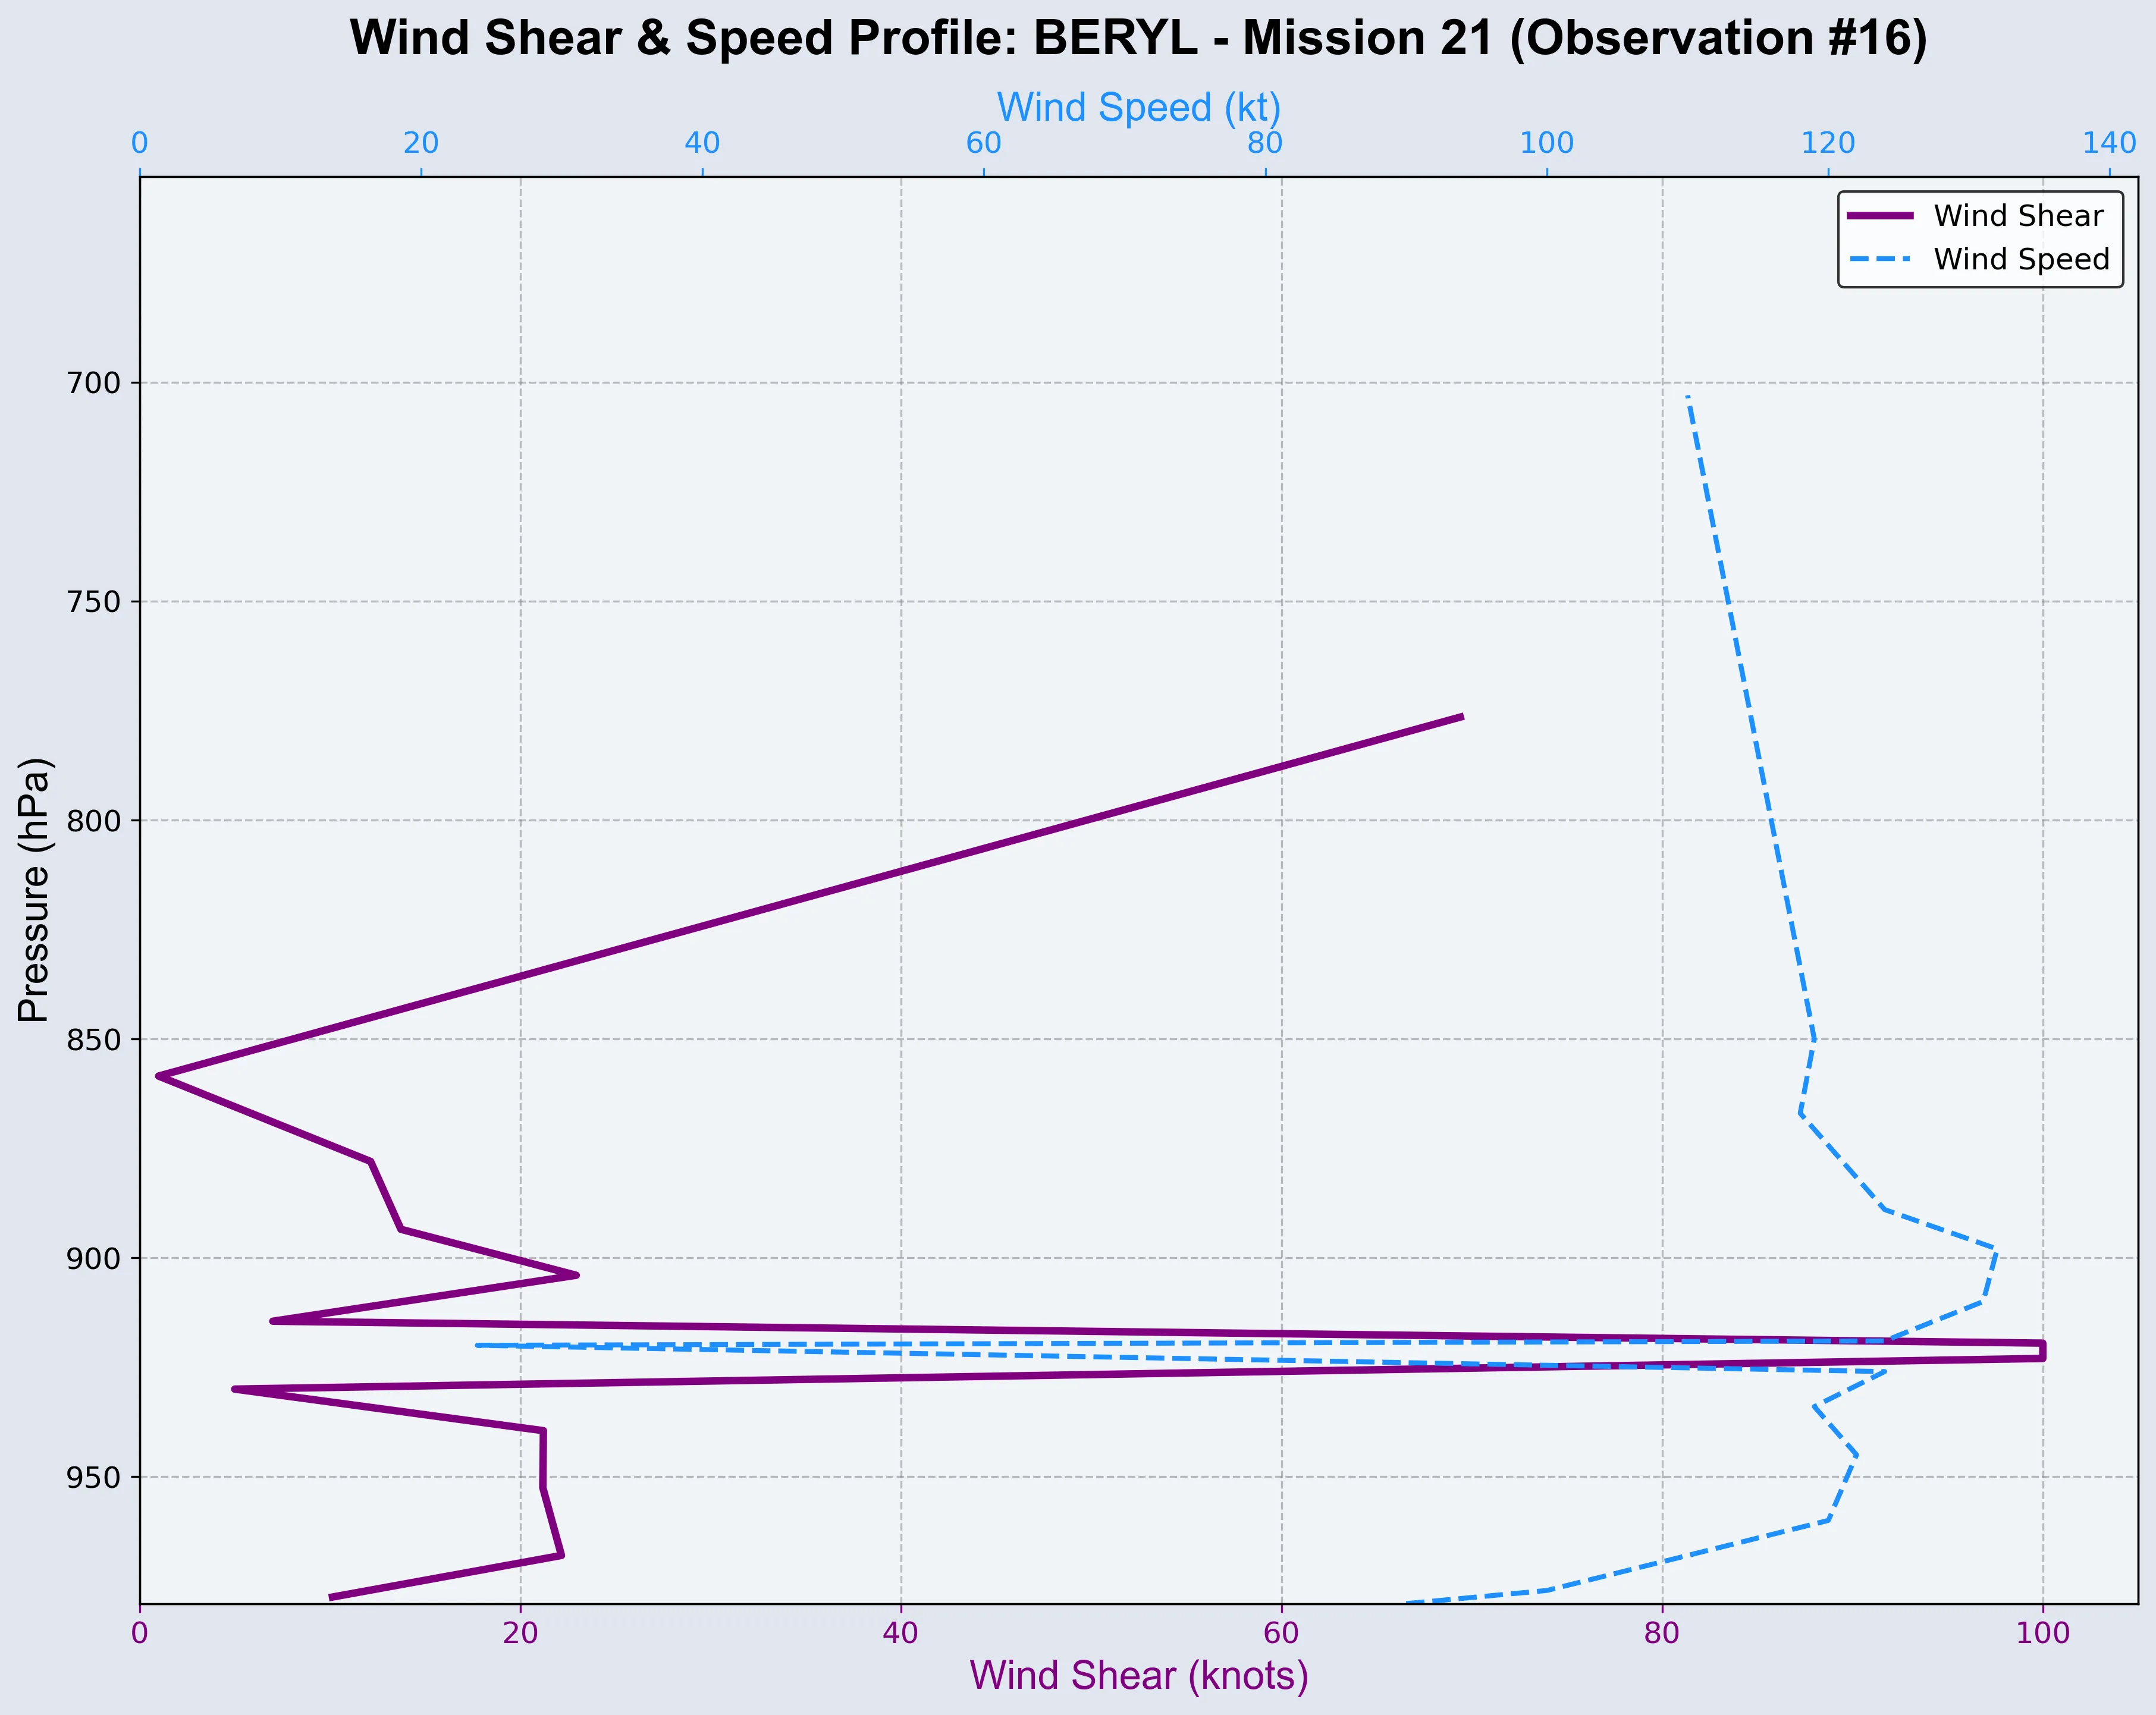 Wind Shear & Speed Profile: BERYL - Mission 21 (Observation #16)
Wind Speed (kt)
0 20 40 60 80 100 120 140
Wind Shear
Wind Speed
700
750
800
850
900
950
Pressure (hPa)
0 20 40 60 80 100
Wind Shear (knots)